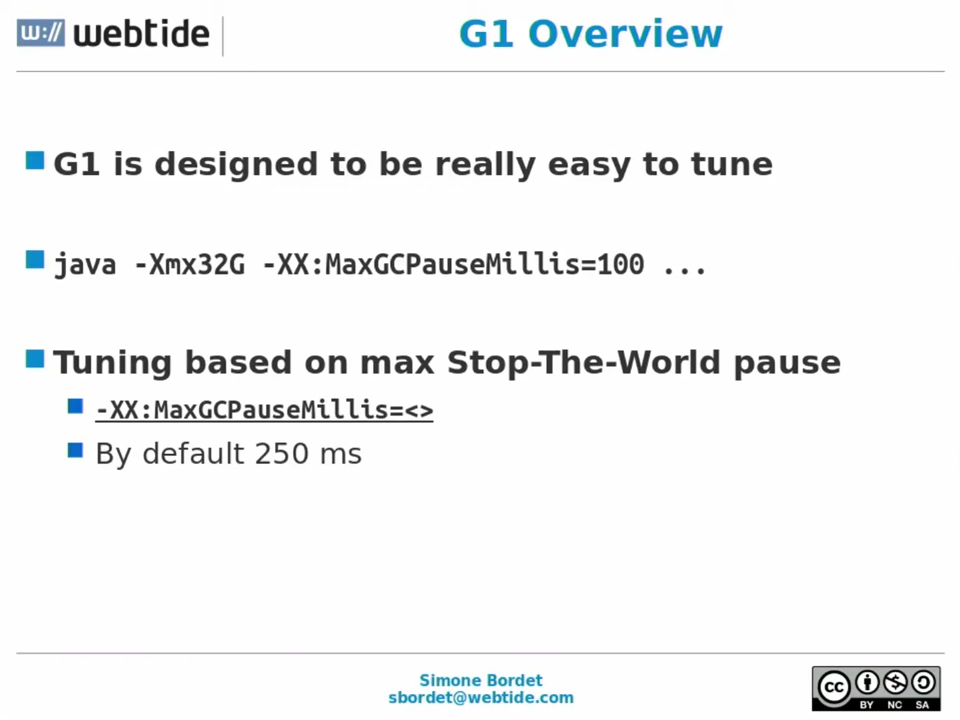 w:// webtide
G1 Overview
G1 is designed to be really easy to tune
java -Xmx32G -XX:MaxGCPauseMillis=100 ...
Tuning based on max Stop-The-World pause
-XX:MaxGCPauseMillis=<>
By default 250 ms
Simone Bordet
sbordet@webtide.com
cc
BY NC SA